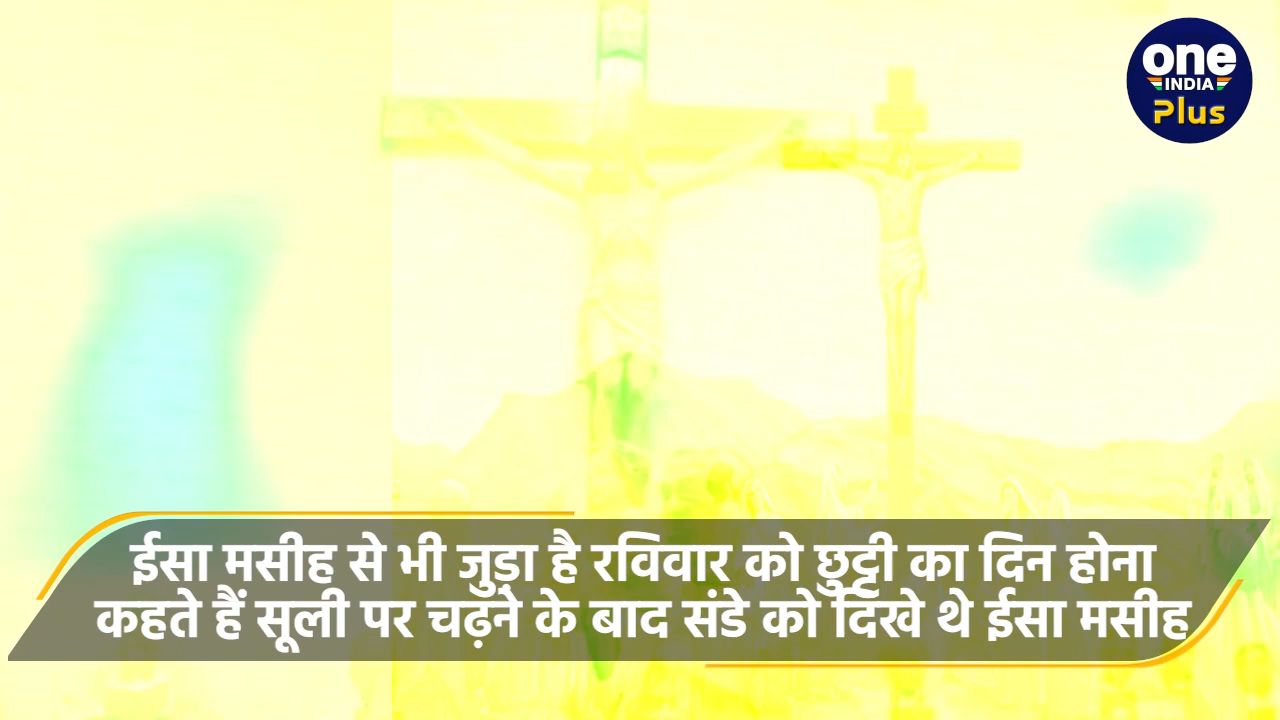 one
INDIA
Plus
ईसा मसीह से भी जुड़ा है रविवार को छुट्टी का दिन होना
कहते हैं सूली पर चढ़ने के बाद संडे को दिखे थे ईसा मसीह